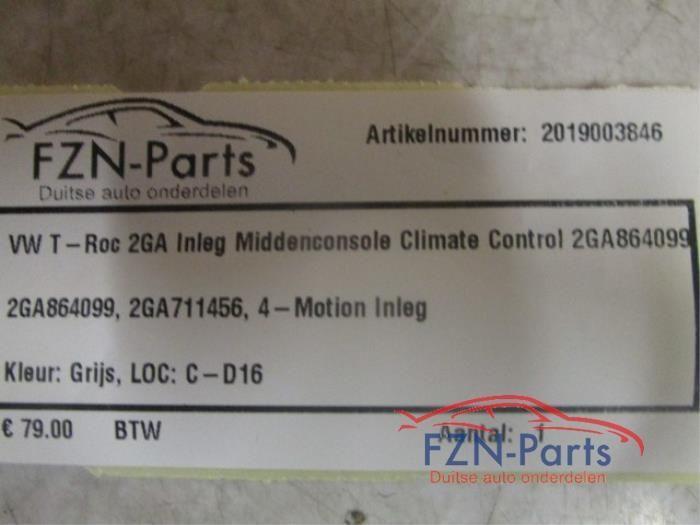 FZN-Parts
Duitse auto onderdelen
Artikelnummer: 2019003846
VW T-Roc 2GA Inleg Middenconsole Climate Control 2GA864099
2GA864099, 2GA711456, 4-Motion Inleg
Kleur: Grijs, LOC: C-D16
€ 79.00 BTW Aantal: 1
FZN-Parts
Duitse auto onderdelen